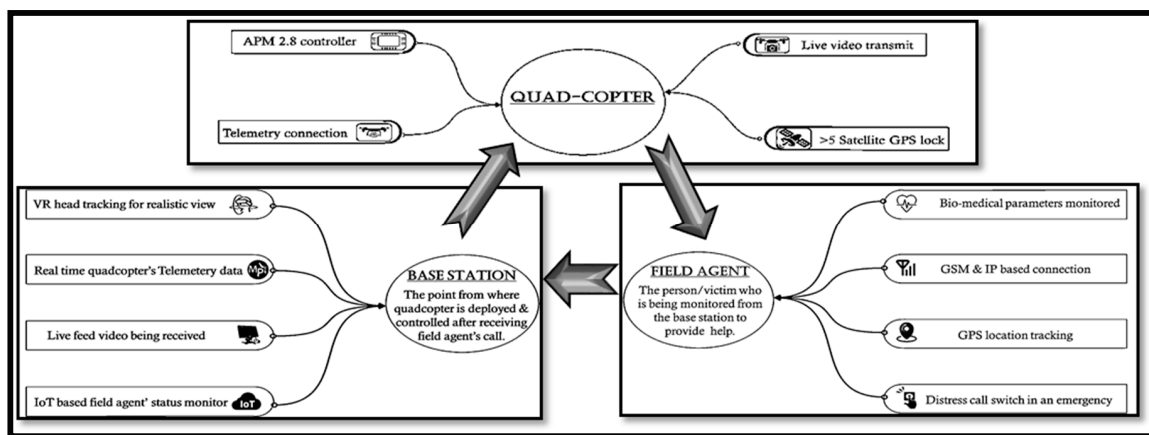 APM 2.8 controller
Live video transmit
QUAD-COPTER
Telemetry connection
>5 Satellite GPS lock
VR head tracking for realistic view
Real time quadcopter's Telemetery data
Mp
Live feed video being received
IoT based field agent' status monitor
IoT
BASE STATION
The point from where
quadcopter is deployed &
controlled after receiving
field agent's call.
FIELD AGENT
The person/victim who
is being monitored from
the base station to
provide help.
Bio-medical parameters monitored
GSM & IP based connection
GPS location tracking
Distress call switch in an emergency